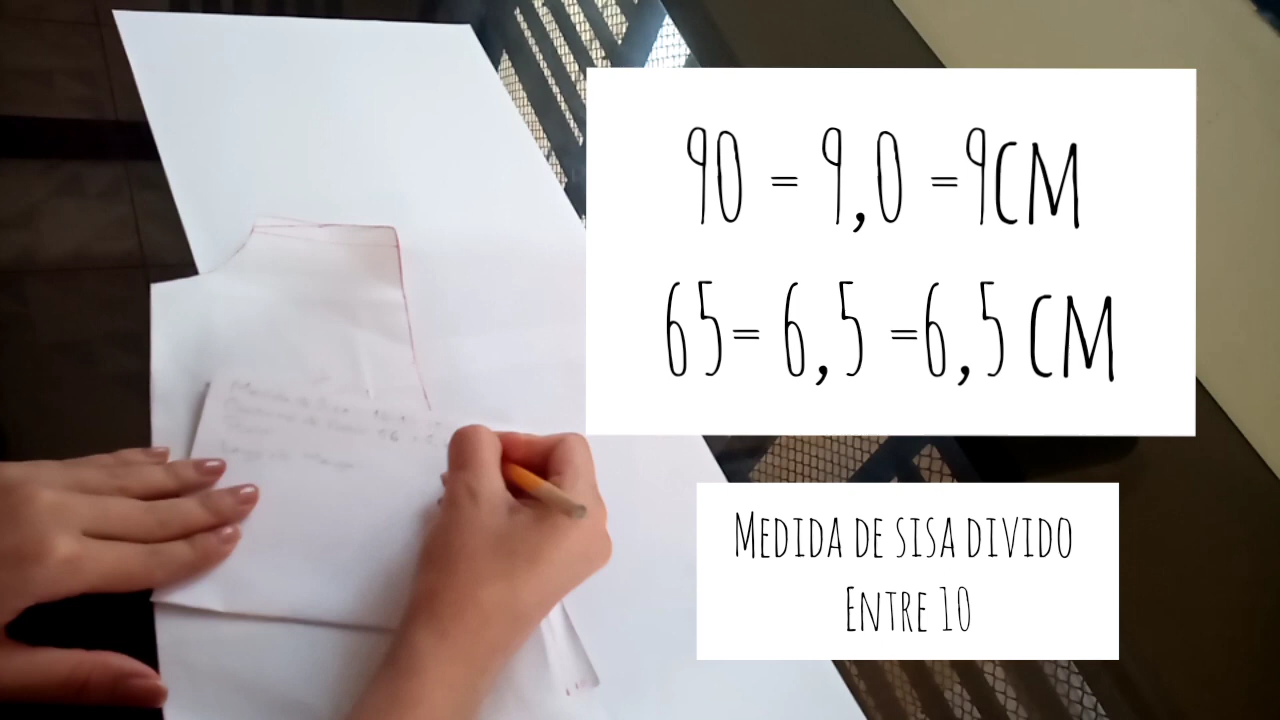 90 = 9,0 =9cm
65= 6,5 =6,5 cm
Medida de sisa divido
Entre 10